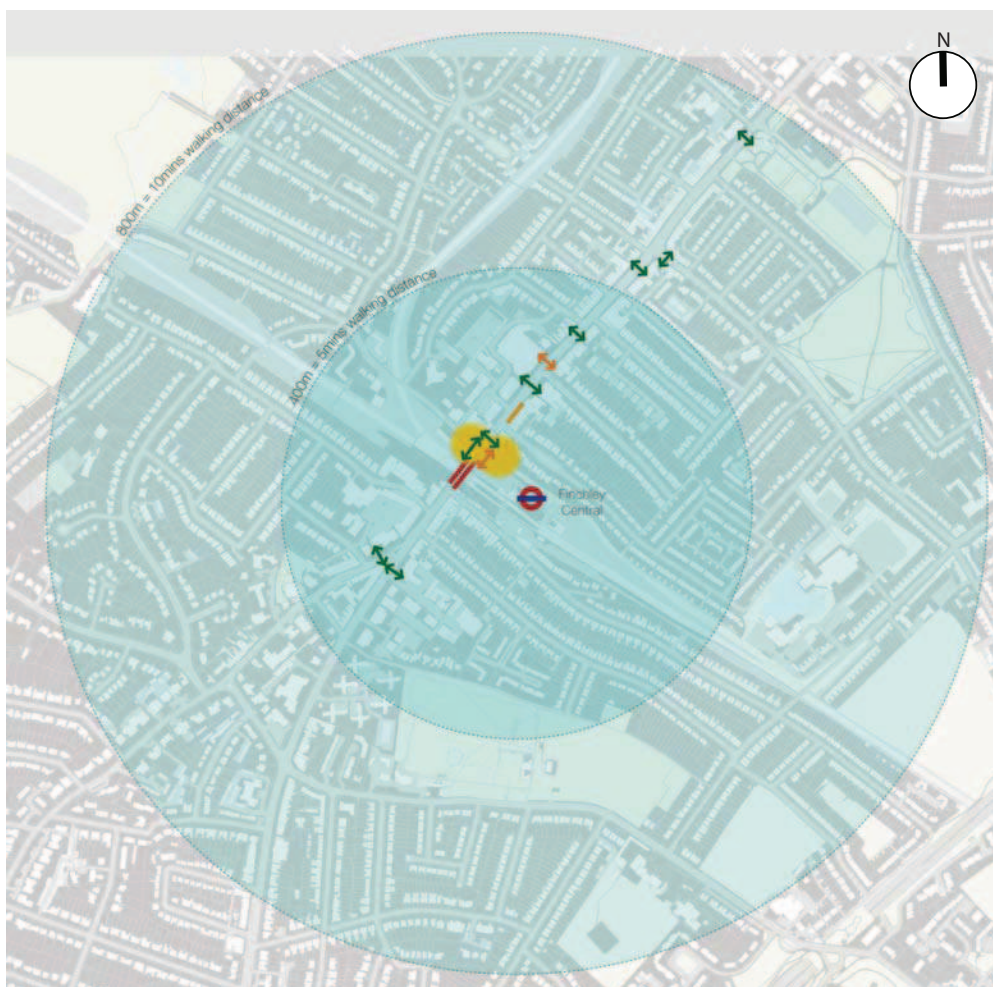 N
800m = 10mins walking distance
400m = 5mins walking distance
Finchley
Central